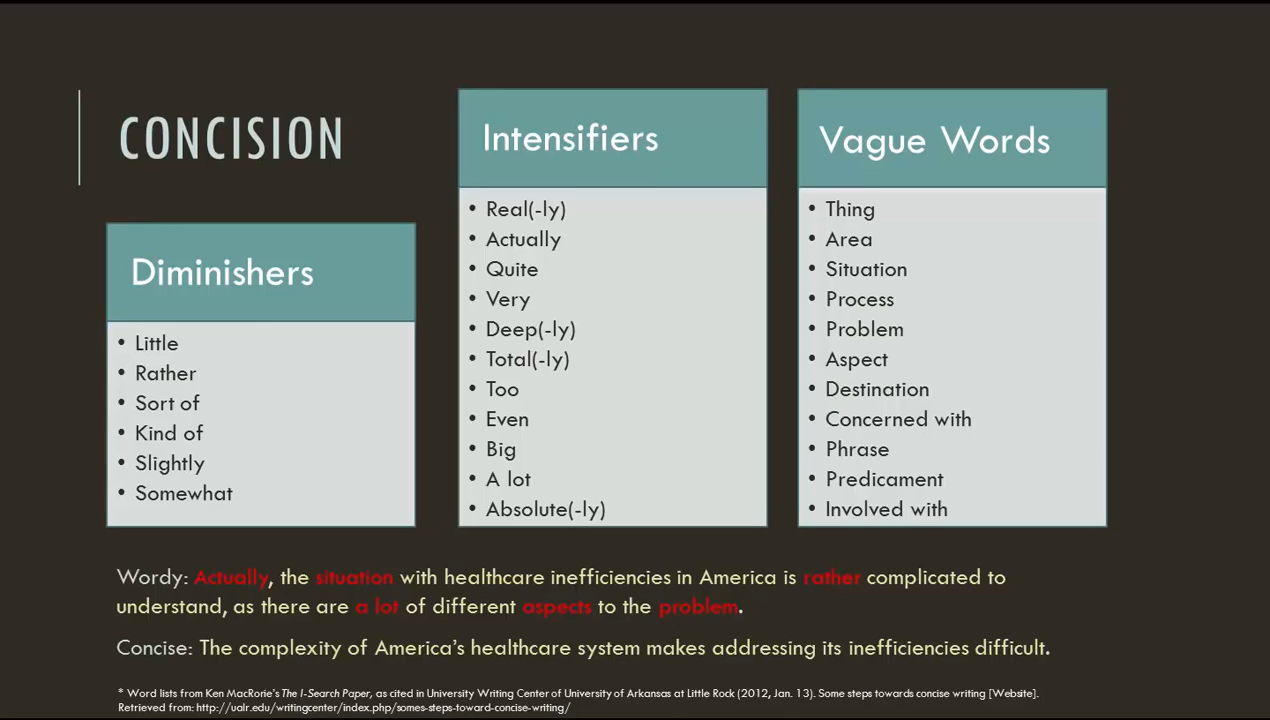 CONCISION
Diminishers
• Little
• Rather
• Sort of
• Kind of
• Slightly
• Somewhat
Intensifiers
• Real(-ly)
• Actually
• Quite
• Very
• Deep(-ly)
• Total(-ly)
• Too
• Even
• Big
• A lot
• Absolute(-ly)
Vague Words
• Thing
• Area
• Situation
• Process
• Problem
• Aspect
• Destination
• Concerned with
• Phrase
• Predicament
• Involved with
Wordy: Actually, the situation with healthcare inefficiencies in America is rather complicated to
understand, as there are a lot of different aspects to the problem.
Concise: The complexity of America's healthcare system makes addressing its inefficiencies difficult.
* Word lists from Ken MacRorie's The I-Search Paper, as cited in University Writing Center of University of Arkansas at Little Rock (2012, Jan. 13). Some steps towards concise writing [Website].
Retrieved from: http://ualr.edu/writingcenter/index.php/somes-steps-toward-concise-writing/